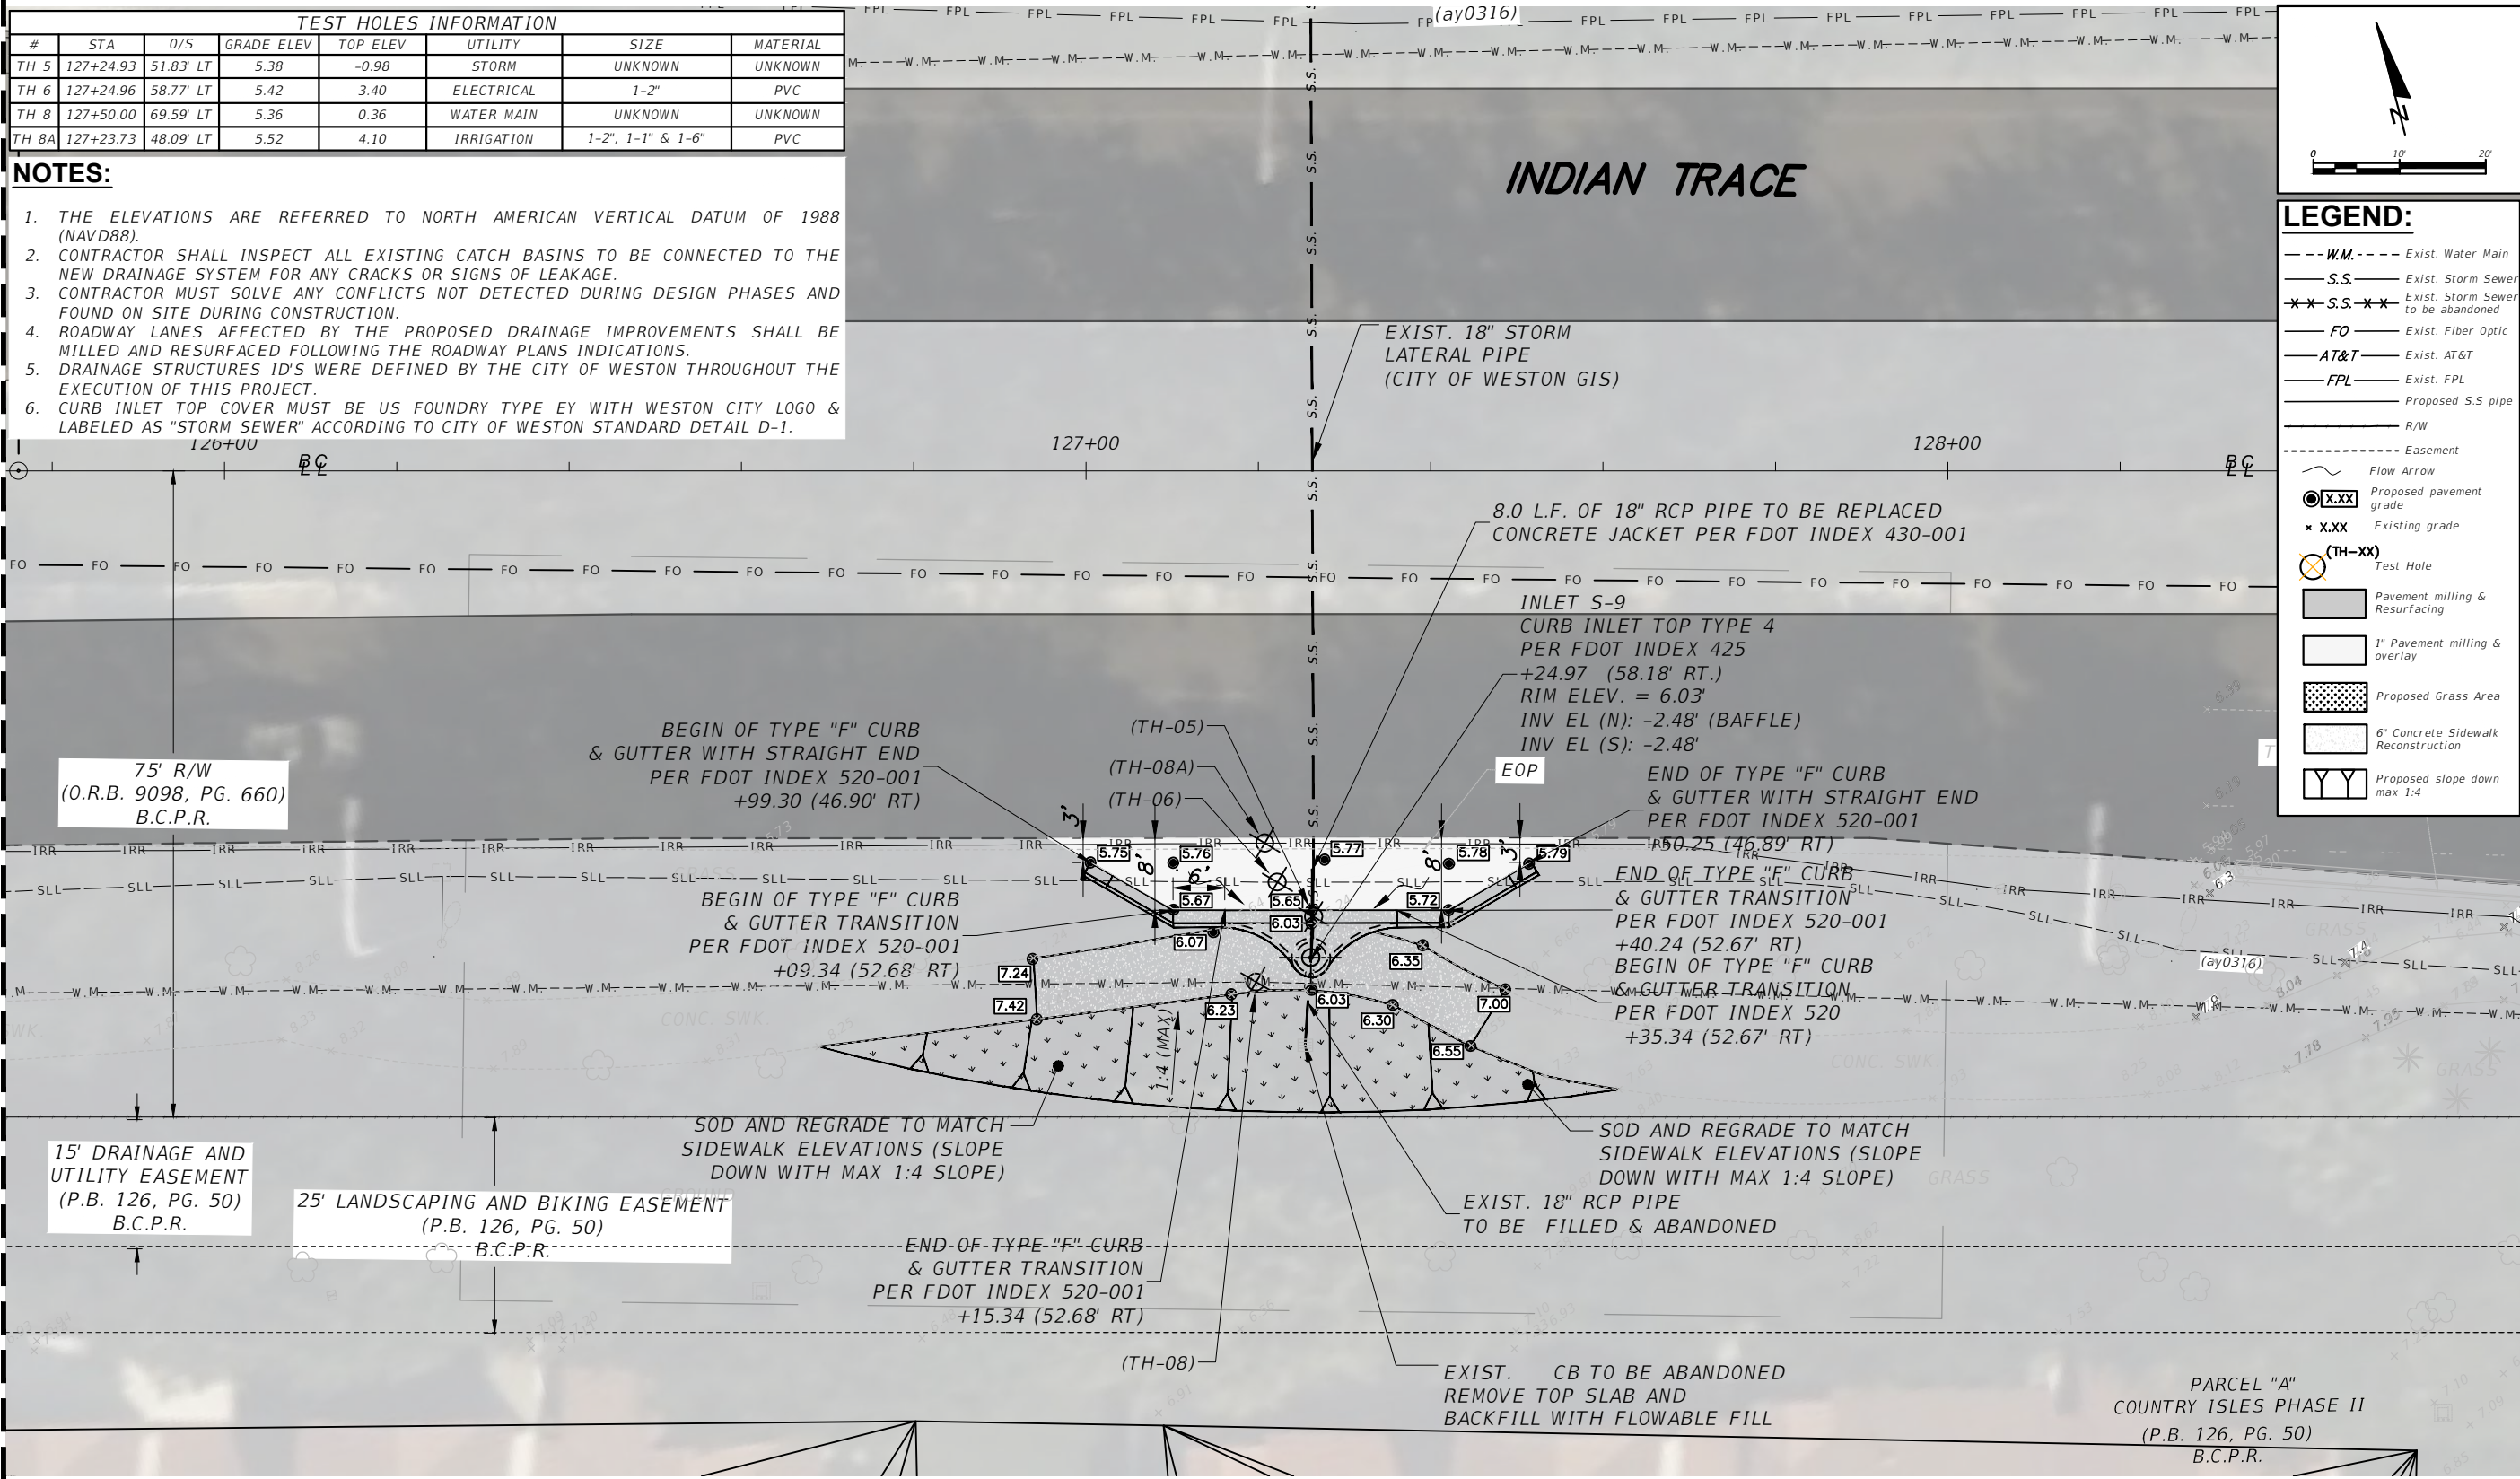 TEST HOLES INFORMATION
# STA O/S GRADE ELEV TOP ELEV UTILITY SIZE MATERIAL
TH 5 127+24.93 51.83' LT 5.38 -0.98 STORM UNKNOWN UNKNOWN
TH 6 127+24.96 58.77' LT 5.42 3.40 ELECTRICAL 1-2" PVC
TH 8 127+50.00 69.59' LT 5.36 0.36 WATER MAIN UNKNOWN UNKNOWN
TH 8A 127+23.73 48.09' LT 5.52 4.10 IRRIGATION 1-2", 1-1" & 1-6" PVC
NOTES:
1. THE ELEVATIONS ARE REFERRED TO NORTH AMERICAN VERTICAL DATUM OF 1988
(NAVD88).
2. CONTRACTOR SHALL INSPECT ALL EXISTING CATCH BASINS TO BE CONNECTED TO THE
NEW DRAINAGE SYSTEM FOR ANY CRACKS OR SIGNS OF LEAKAGE.
3. CONTRACTOR MUST SOLVE ANY CONFLICTS NOT DETECTED DURING DESIGN PHASES AND
FOUND ON SITE DURING CONSTRUCTION.
4. ROADWAY LANES AFFECTED BY THE PROPOSED DRAINAGE IMPROVEMENTS SHALL BE
MILLED AND RESURFACED FOLLOWING THE ROADWAY PLANS INDICATIONS.
5. DRAINAGE STRUCTURES ID'S WERE DEFINED BY THE CITY OF WESTON THROUGHOUT THE
EXECUTION OF THIS PROJECT.
6. CURB INLET TOP COVER MUST BE US FOUNDRY TYPE EY WITH WESTON CITY LOGO &
LABELED AS "STORM SEWER" ACCORDING TO CITY OF WESTON STANDARD DETAIL D-1.
(ay0316)
INDIAN TRACE
N
0 10' 20'
LEGEND:
W.M. Exist. Water Main
S.S. Exist. Storm Sewer
S.S. Exist. Storm Sewer
to be abandoned
FO Exist. Fiber Optic
AT&T Exist. AT&T
FPL Exist. FPL
Proposed S.S pipe
R/W
Easement
Flow Arrow
X.XX Proposed pavement
grade
X.XX Existing grade
(TH-XX)
Test Hole
Pavement milling &
Resurfacing
1" Pavement milling &
overlay
Proposed Grass Area
6" Concrete Sidewalk
Reconstruction
Proposed slope down
max 1:4
EXIST. 18" STORM
LATERAL PIPE
(CITY OF WESTON GIS)
126+00 127+00 128+00
8.0 L.F. OF 18" RCP PIPE TO BE REPLACED
CONCRETE JACKET PER FDOT INDEX 430-001
INLET S-9
CURB INLET TOP TYPE 4
PER FDOT INDEX 425
+24.97 (58.18' RT.)
RIM ELEV. = 6.03'
INV EL (N): -2.48' (BAFFLE)
INV EL (S): -2.48'
EOP
75' R/W
(O.R.B. 9098, PG. 660)
B.C.P.R.
BEGIN OF TYPE "F" CURB
& GUTTER WITH STRAIGHT END
PER FDOT INDEX 520-001
+99.30 (46.90' RT)
(TH-05)
(TH-08A)
(TH-06)
END OF TYPE "F" CURB
& GUTTER WITH STRAIGHT END
PER FDOT INDEX 520-001
+50.25 (46.89' RT)
3' 8' 6' 8' 3'
5.75 5.76 5.77 5.78 5.79
5.67 5.65 5.72
6.03
6.07 6.35
7.24
7.42 6.23 6.03 6.30 7.00
6.55
1:4 (MAX)
BEGIN OF TYPE "F" CURB
& GUTTER TRANSITION
PER FDOT INDEX 520-001
+09.34 (52.68' RT)
END OF TYPE "F" CURB
& GUTTER TRANSITION
PER FDOT INDEX 520-001
+40.24 (52.67' RT)
BEGIN OF TYPE "F" CURB
& GUTTER TRANSITION
PER FDOT INDEX 520
+35.34 (52.67' RT)
(ay0316)
CONC. SWK.
CONC SWK
GRASS
SOD AND REGRADE TO MATCH
SIDEWALK ELEVATIONS (SLOPE
DOWN WITH MAX 1:4 SLOPE)
SOD AND REGRADE TO MATCH
SIDEWALK ELEVATIONS (SLOPE
DOWN WITH MAX 1:4 SLOPE)
15' DRAINAGE AND
UTILITY EASEMENT
(P.B. 126, PG. 50)
B.C.P.R.
25' LANDSCAPING AND BIKING EASEMENT
(P.B. 126, PG. 50)
B.C.P.R.
EXIST. 18" RCP PIPE
TO BE FILLED & ABANDONED
END OF TYPE "F" CURB
& GUTTER TRANSITION
PER FDOT INDEX 520-001
+15.34 (52.68' RT)
(TH-08)
EXIST. CB TO BE ABANDONED
REMOVE TOP SLAB AND
BACKFILL WITH FLOWABLE FILL
PARCEL "A"
COUNTRY ISLES PHASE II
(P.B. 126, PG. 50)
B.C.P.R.